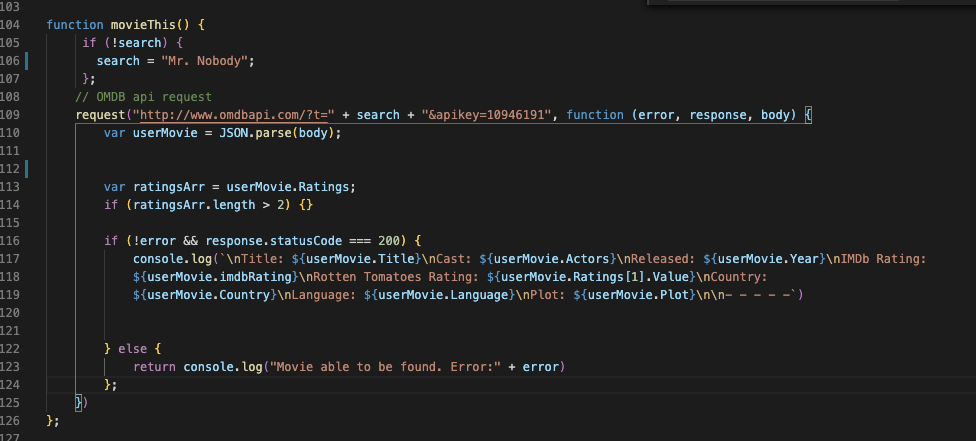 103
104 function movieThis() {
105 if (!search) {
106 search = "Mr. Nobody";
107 };
108 // OMDB api request
109 request("http://www.omdbapi.com/?t=" + search + "&apikey=10946191", function (error, response, body) {
110 var userMovie = JSON.parse(body);
111
112
113 var ratingsArr = userMovie.Ratings;
114 if (ratingsArr.length > 2) {}
115
116 if (!error && response.statusCode === 200) {
117 console.log(`\nTitle: ${userMovie.Title}\nCast: ${userMovie.Actors}\nReleased: ${userMovie.Year}\nIMDb Rating:
118 ${userMovie.imdbRating}\nRotten Tomatoes Rating: ${userMovie.Ratings[1].Value}\nCountry:
119 ${userMovie.Country}\nLanguage: ${userMovie.Language}\nPlot: ${userMovie.Plot}\n\n- - - - -`)
120
121
122 } else {
123 return console.log("Movie able to be found. Error:" + error)
124 };
125 })
126 };
127